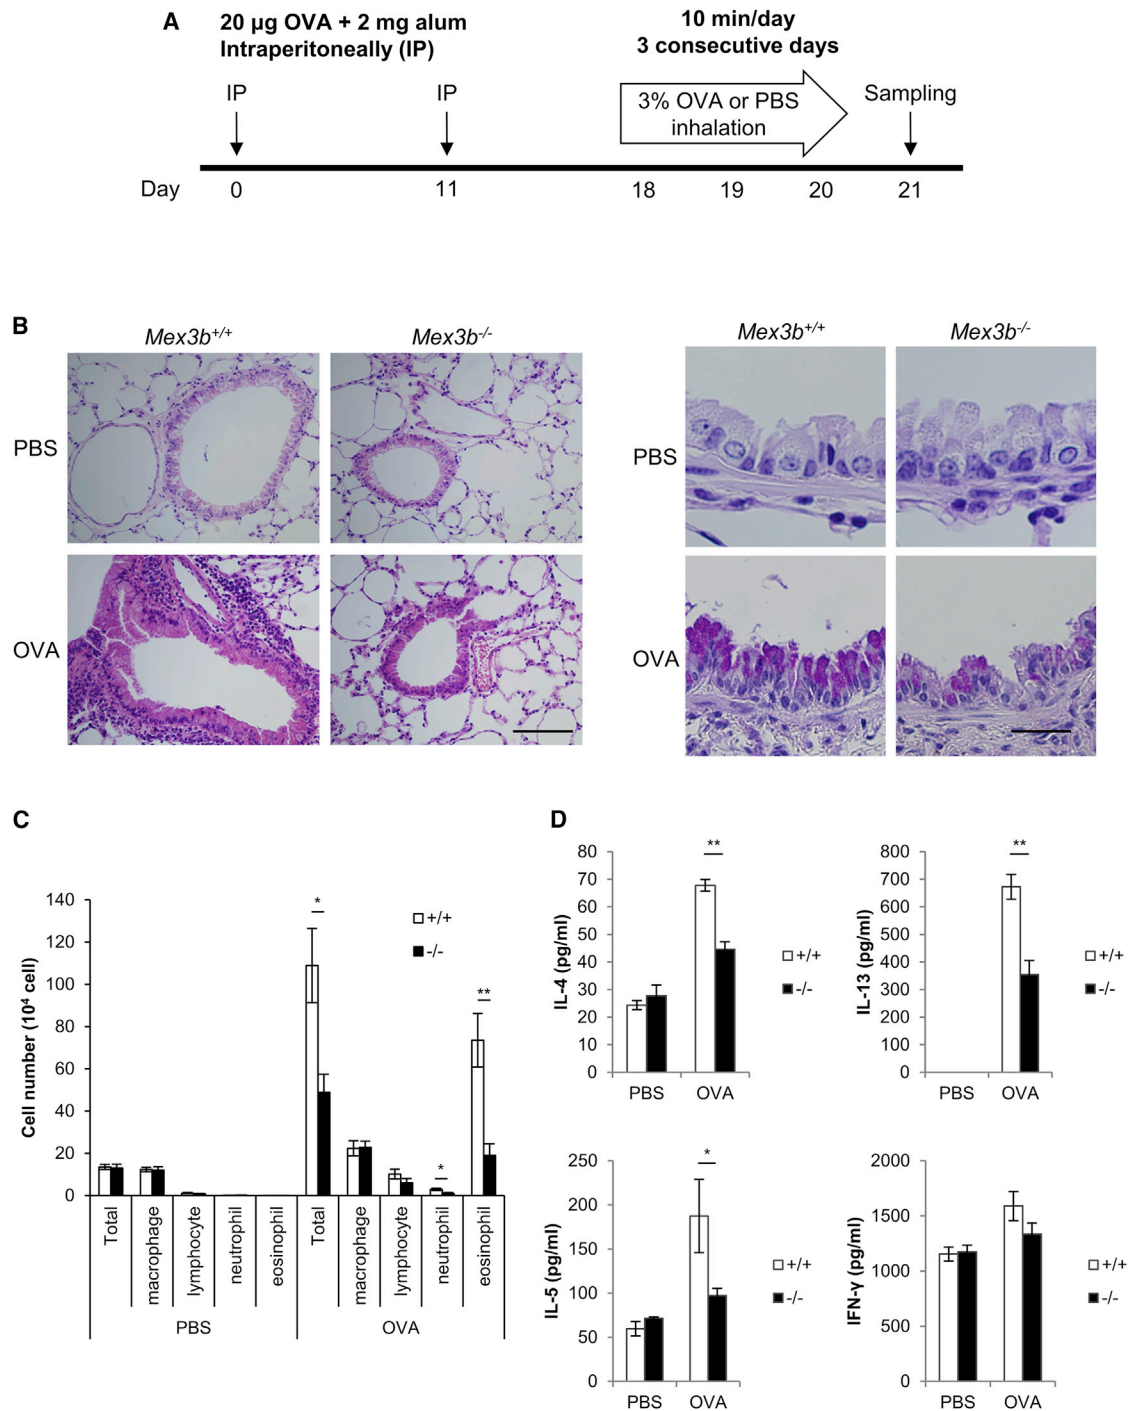 A
20 µg OVA + 2 mg alum
Intraperitoneally (IP)
10 min/day
3 consecutive days
IP
IP
3% OVA or PBS
inhalation
Sampling
Day
0
11
18
19
20
21
B
Mex3b+/+
Mex3b-/-
Mex3b+/+
Mex3b-/-
PBS
PBS
OVA
OVA
C
Cell number (10⁴ cell)
140
120
100
80
60
40
20
0
*
**
*
+/+
-/-
Total
macrophage
lymphocyte
neutrophil
eosinophil
Total
macrophage
lymphocyte
neutrophil
eosinophil
PBS
OVA
D
IL-4 (pg/ml)
80
70
60
50
40
30
20
10
0
**
+/+
-/-
PBS
OVA
IL-13 (pg/ml)
800
700
600
500
400
300
200
100
0
**
+/+
-/-
PBS
OVA
IL-5 (pg/ml)
250
200
150
100
50
0
*
+/+
-/-
PBS
OVA
IFN-γ (pg/ml)
2000
1500
1000
500
0
+/+
-/-
PBS
OVA